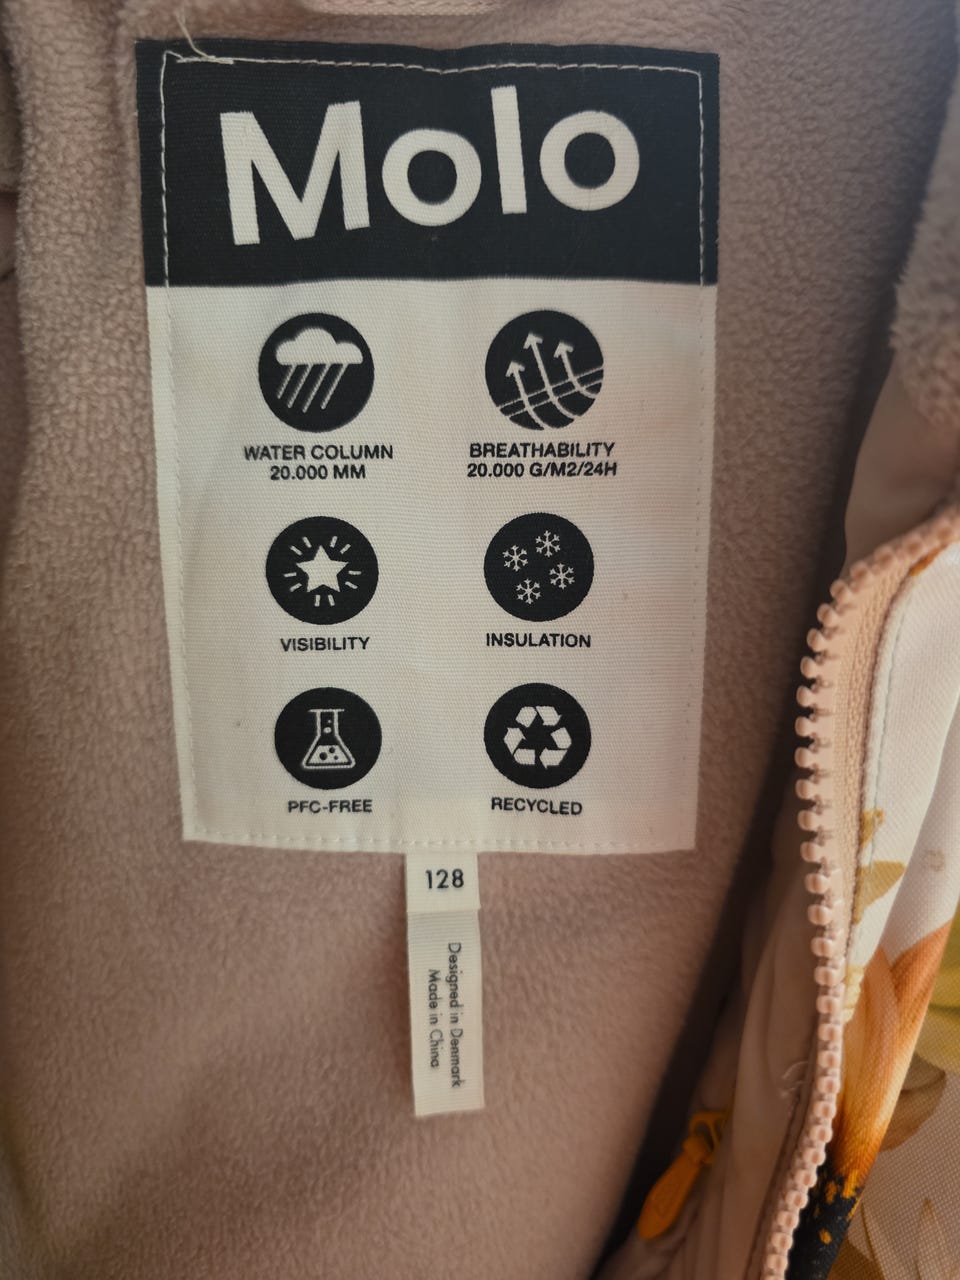 Molo
WATER COLUMN
20.000 MM
BREATHABILITY
20.000 G/M2/24H
VISIBILITY
INSULATION
PFC-FREE
RECYCLED
128
Designed in Denmark
Made in China